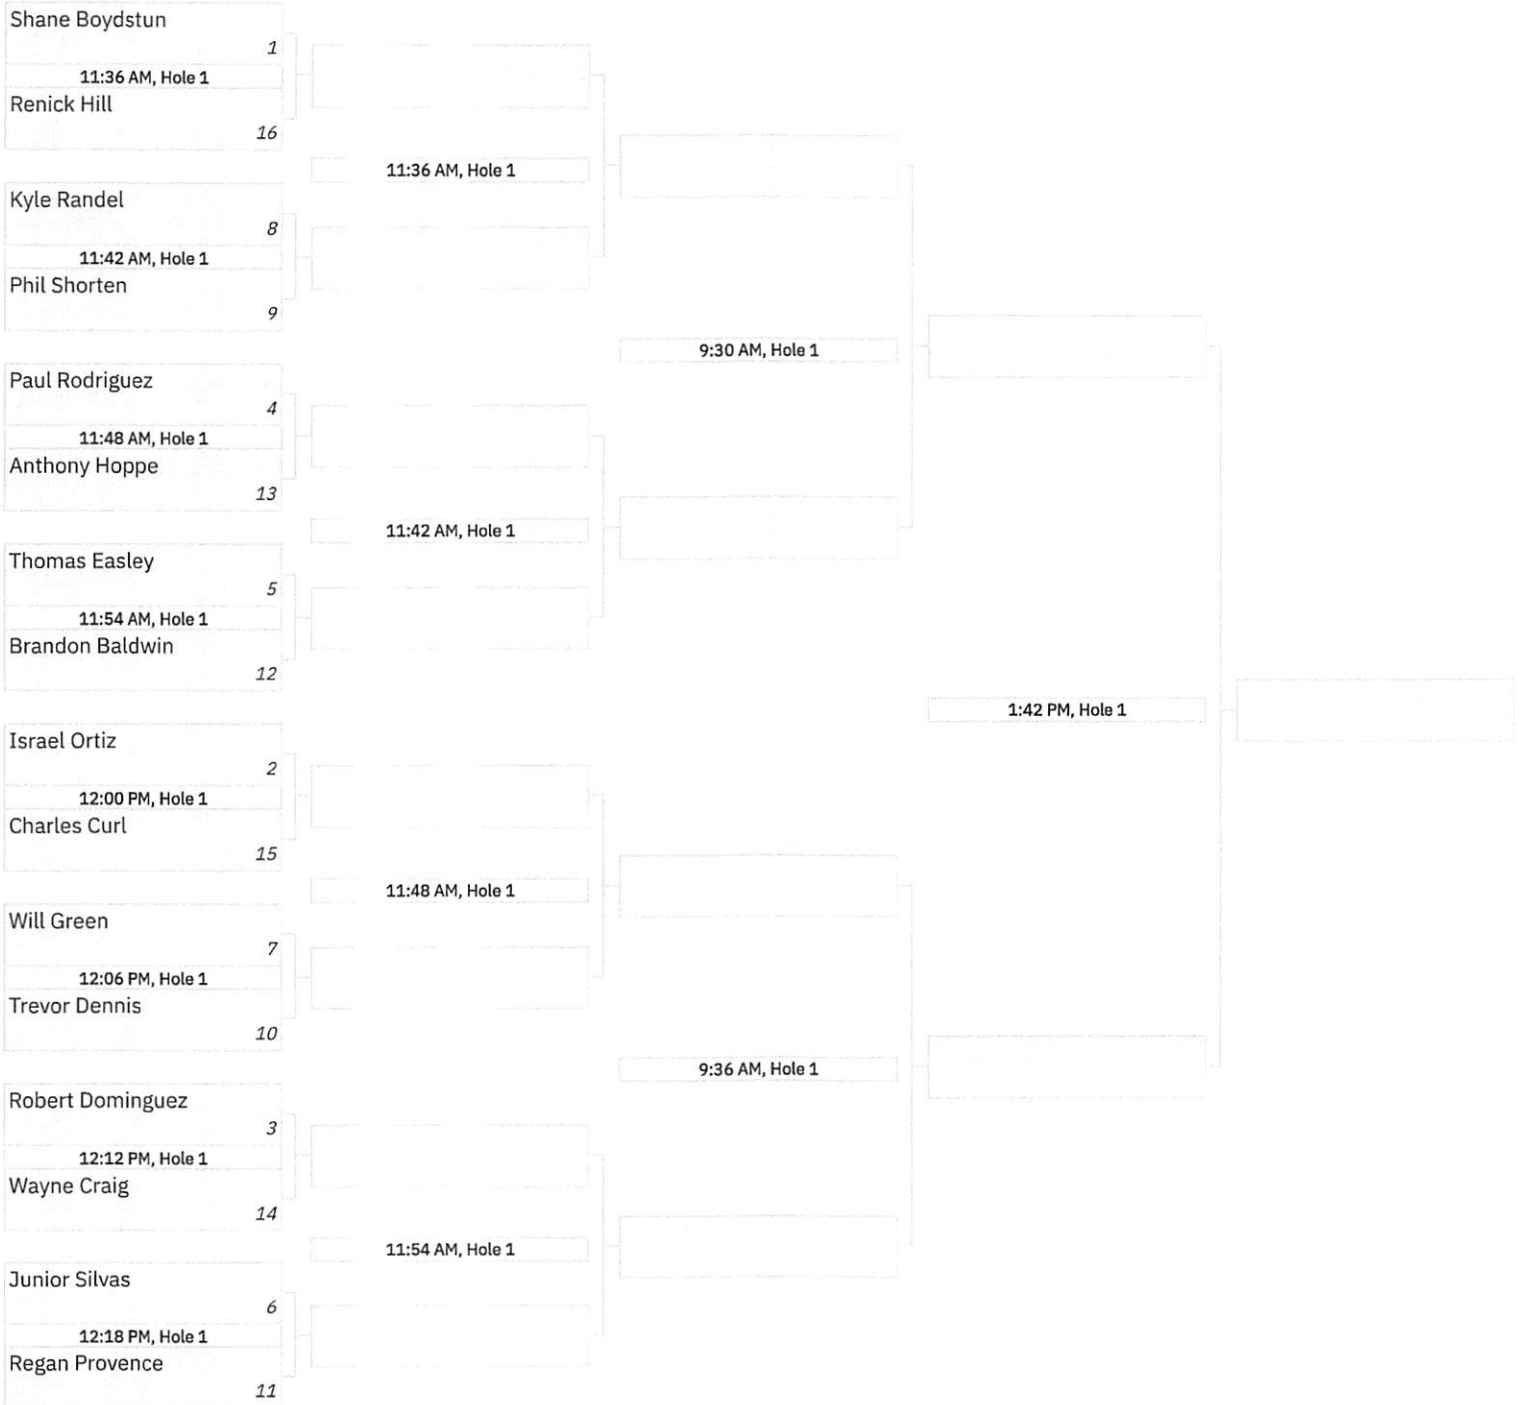 Shane Boydstun
1
11:36 AM, Hole 1
Renick Hill
16
11:36 AM, Hole 1
Kyle Randel
8
11:42 AM, Hole 1
Phil Shorten
9
9:30 AM, Hole 1
Paul Rodriguez
4
11:48 AM, Hole 1
Anthony Hoppe
13
11:42 AM, Hole 1
Thomas Easley
5
11:54 AM, Hole 1
Brandon Baldwin
12
1:42 PM, Hole 1
Israel Ortiz
2
12:00 PM, Hole 1
Charles Curl
15
11:48 AM, Hole 1
Will Green
7
12:06 PM, Hole 1
Trevor Dennis
10
9:36 AM, Hole 1
Robert Dominguez
3
12:12 PM, Hole 1
Wayne Craig
14
11:54 AM, Hole 1
Junior Silvas
6
12:18 PM, Hole 1
Regan Provence
11